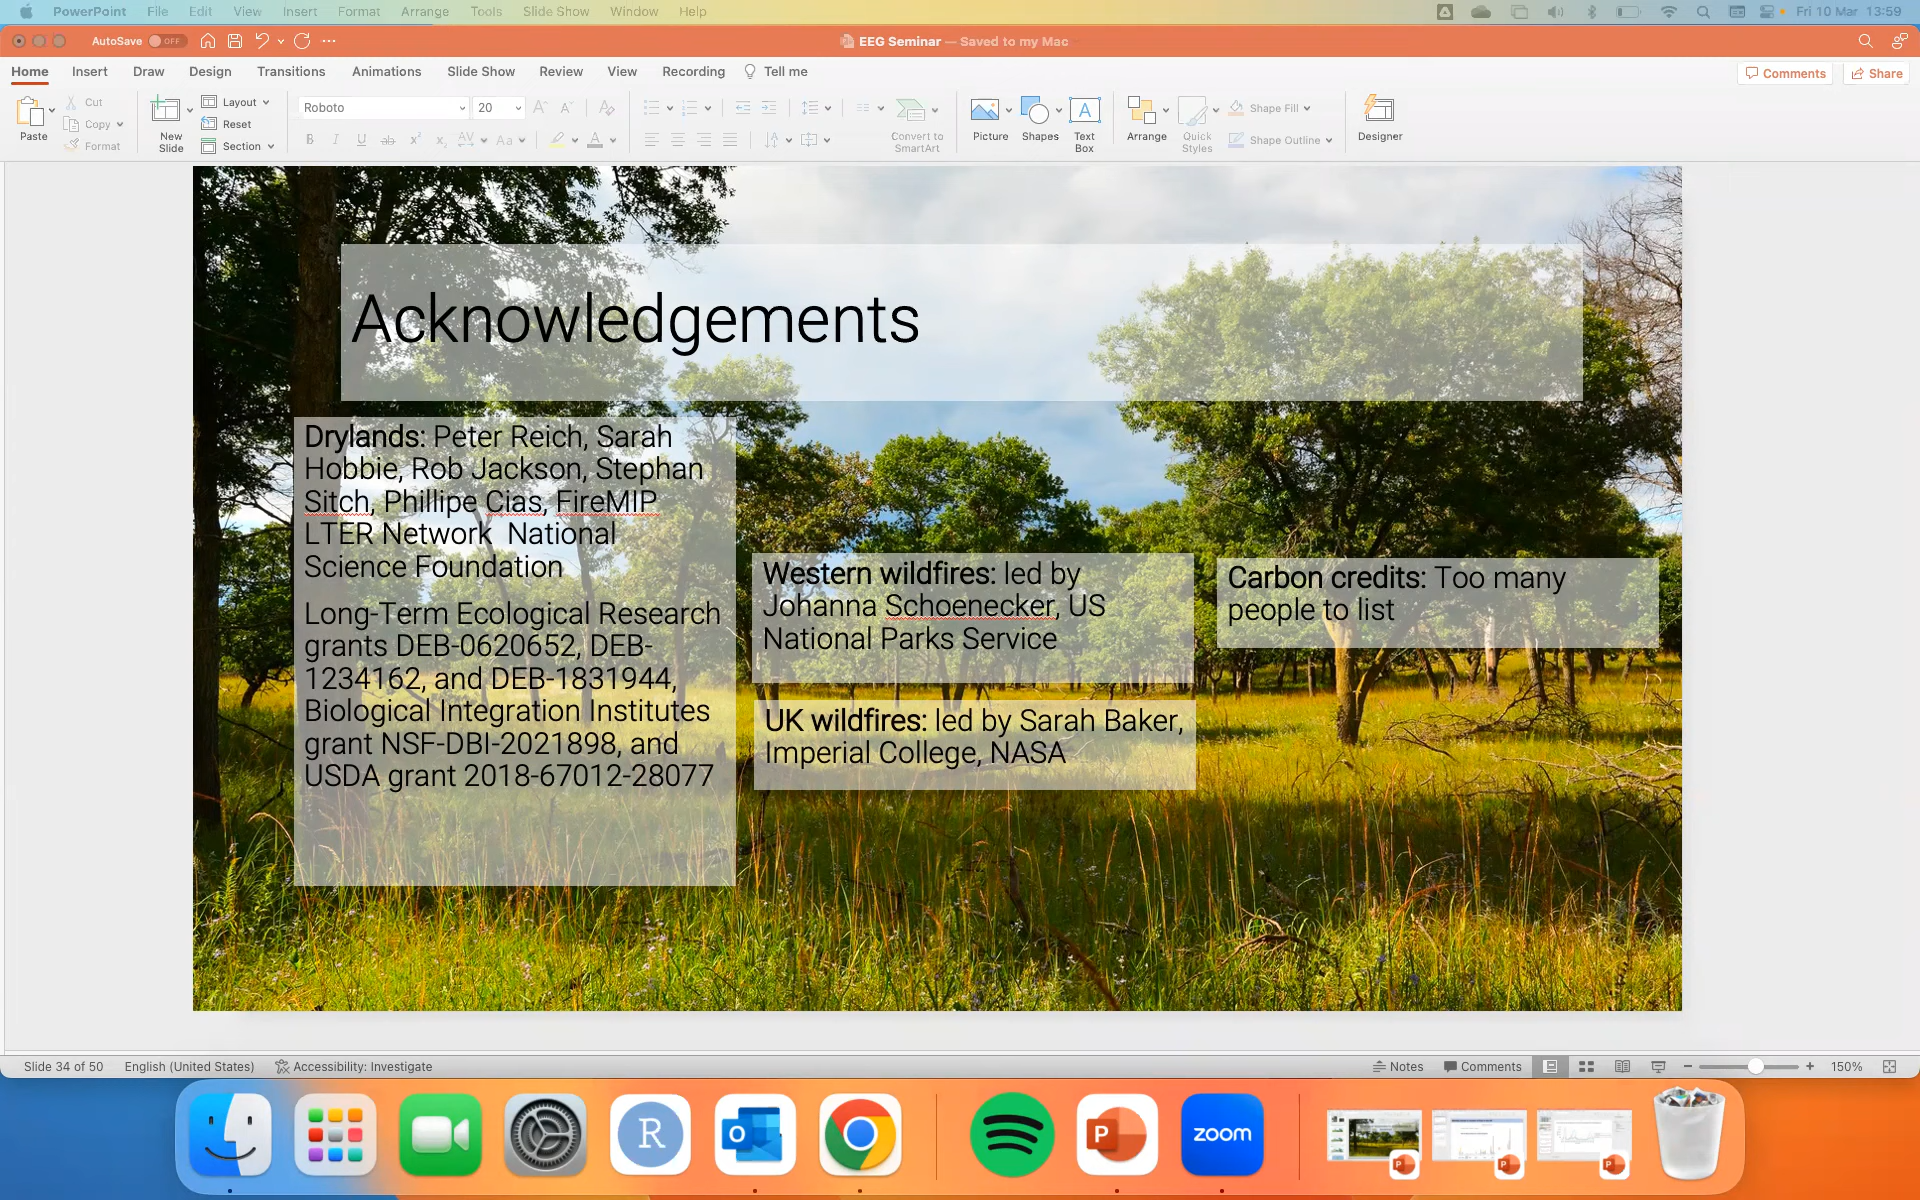 PowerPoint File Edit View Insert Format Arrange Tools Slide Show Window Help Fri 10 Mar 13:59
AutoSave OFF EEG Seminar — Saved to my Mac
Home Insert Draw Design Transitions Animations Slide Show Review View Recording Tell me Comments Share
Paste
Cut
Copy
Format
New Slide
Layout
Reset
Section
Roboto 20
Convert to SmartArt
Picture
Shapes
Text Box
Arrange
Quick Styles
Shape Fill
Shape Outline
Designer
Acknowledgements
Drylands: Peter Reich, Sarah
Hobbie, Rob Jackson, Stephan
Sitch, Phillipe Cias, FireMIP
LTER Network National
Science Foundation
Long-Term Ecological Research
grants DEB-0620652, DEB-
1234162, and DEB-1831944,
Biological Integration Institutes
grant NSF-DBI-2021898, and
USDA grant 2018-67012-28077
Western wildfires: led by
Johanna Schoenecker, US
National Parks Service
UK wildfires: led by Sarah Baker,
Imperial College, NASA
Carbon credits: Too many
people to list
Slide 34 of 50 English (United States) Accessibility: Investigate Notes Comments 150%
zoom